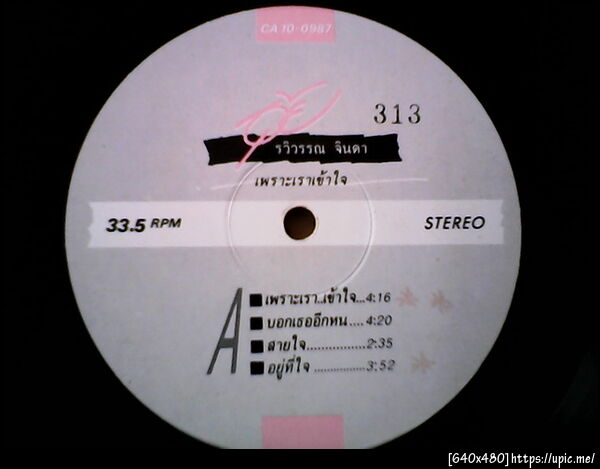 CA 10-0987
313
รวิวรรณ จินดา
เพราะเราเข้าใจ
33.5 RPM
STEREO
A
เพราะเรา..เข้าใจ...4:16
บอกเธออีกหน....4:20
สายใจ.................2:35
อยู่ที่ใจ ...............3:52
[640x480]https://upic.me/